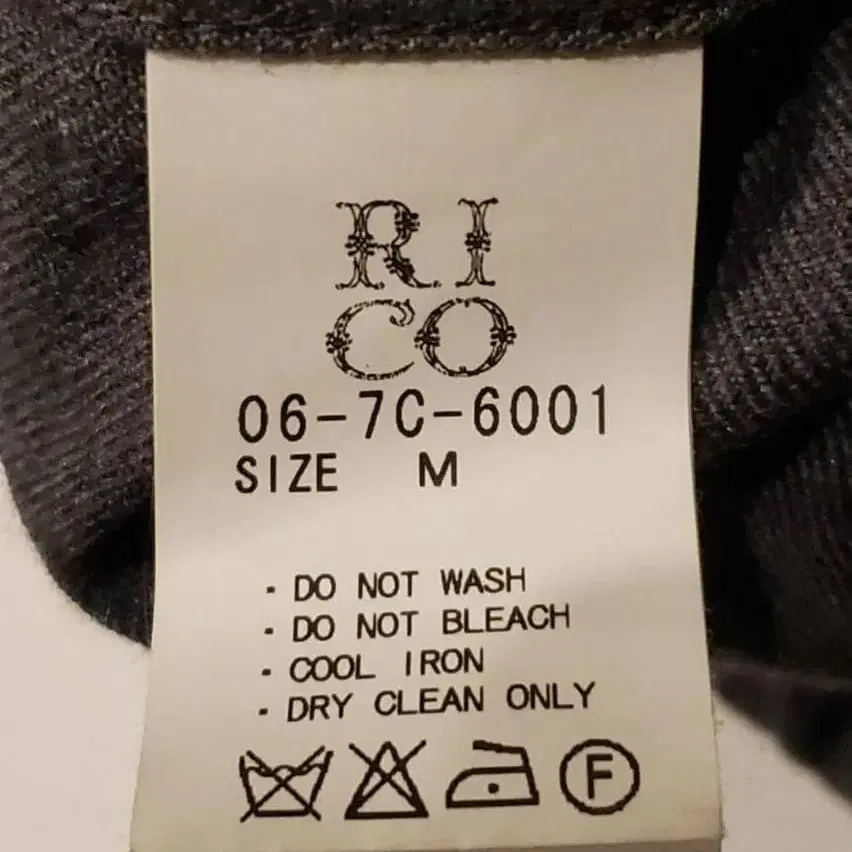 RI
CO
06-7C-6001
SIZE M
· DO NOT WASH
· DO NOT BLEACH
· COOL IRON
· DRY CLEAN ONLY
F